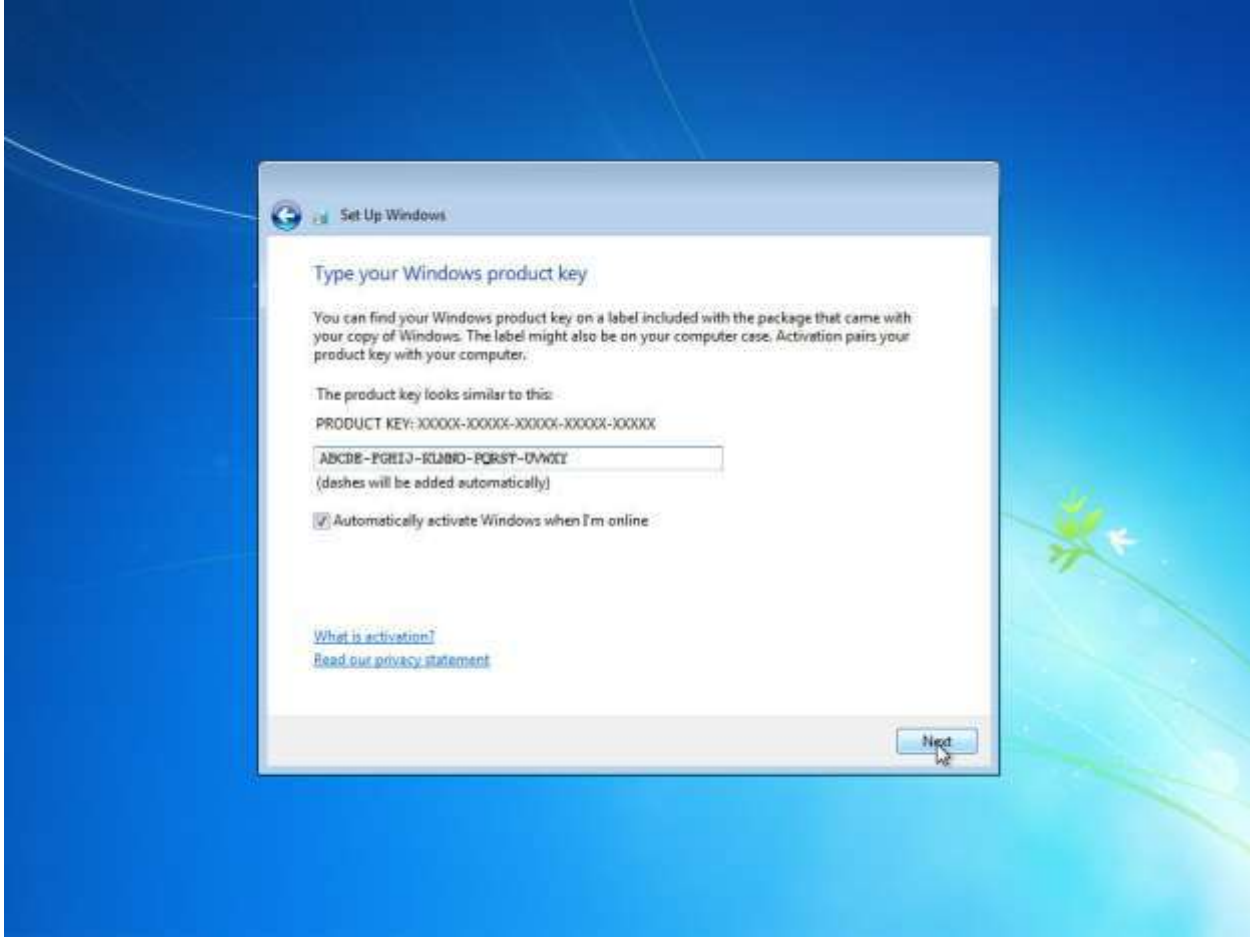 Set Up Windows
Type your Windows product key
You can find your Windows product key on a label included with the package that came with
your copy of Windows. The label might also be on your computer case. Activation pairs your
product key with your computer.
The product key looks similar to this:
PRODUCT KEY: XXXXX-XXXXX-XXXXX-XXXXX-XXXXX
ABCDE-FGHIJ-KLMNO-PQRST-UVWXY
(dashes will be added automatically)
Automatically activate Windows when I'm online
What is activation?
Read our privacy statement
Next